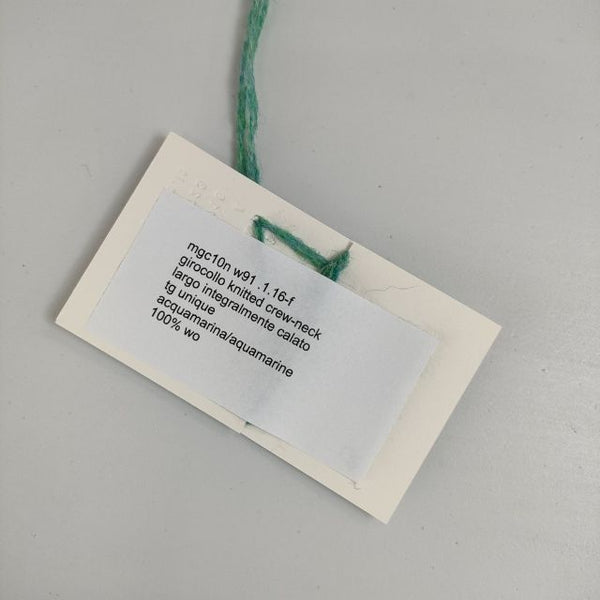 mgc10n w91 .1.16-f
girocollo knitted crew-neck
largo integralmente calato
tg unique
acquamarina/aquamarine
100% wo